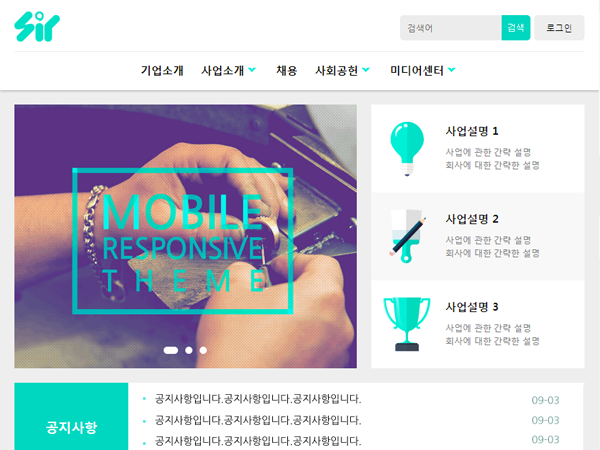 Sir
검색어
검색
로그인
기업소개 사업소개 채용 사회공헌 미디어센터
MOBILE
RESPONSIVE
THEME
사업설명 1
사업에 관한 간략 설명
회사에 대한 간략한 설명
사업설명 2
사업에 관한 간략 설명
회사에 대한 간략한 설명
사업설명 3
사업에 관한 간략 설명
회사에 대한 간략한 설명
공지사항
공지사항입니다.공지사항입니다.공지사항입니다. 09-03
공지사항입니다.공지사항입니다.공지사항입니다. 09-03
공지사항입니다.공지사항입니다.공지사항입니다. 09-03